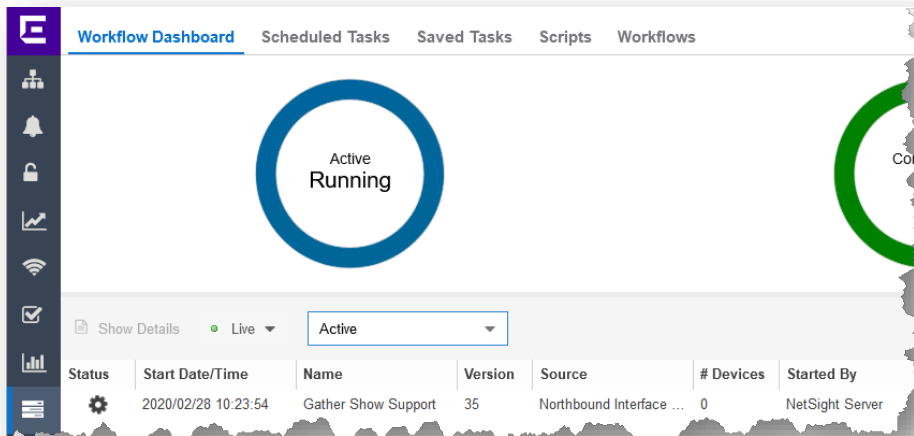 Workflow Dashboard Scheduled Tasks Saved Tasks Scripts Workflows
Active
Running
Show Details Live Active
Status Start Date/Time Name Version Source # Devices Started By
2020/02/28 10:23:54 Gather Show Support 35 Northbound Interface ... 0 NetSight Server